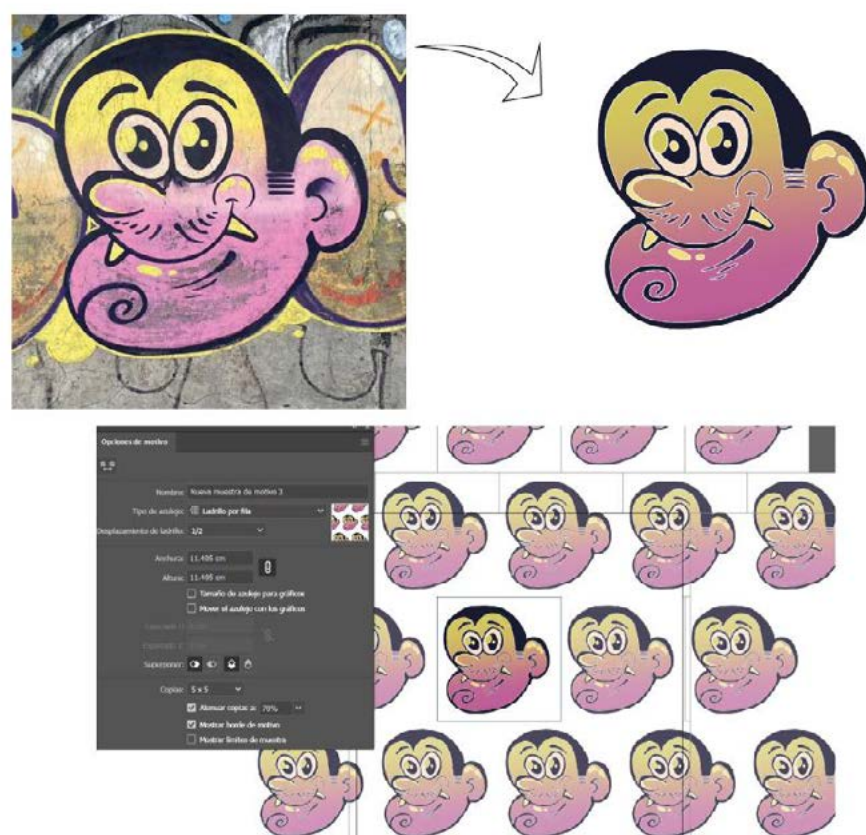 Opciones de motivo
Nombre: Nueva muestra de motivo 3
Tipo de azulejo: Ladrillo por fila
Desplazamiento de ladrillo: 1/2
Anchura: 11.495 cm
Altura: 11.495 cm
Tamaño de azulejo para gráficos
Mover el azulejo con los gráficos
Superponer:
Copias: 5 x 5
Atenuar copias a: 70%
Mostrar borde de motivo
Mostrar límites de muestra